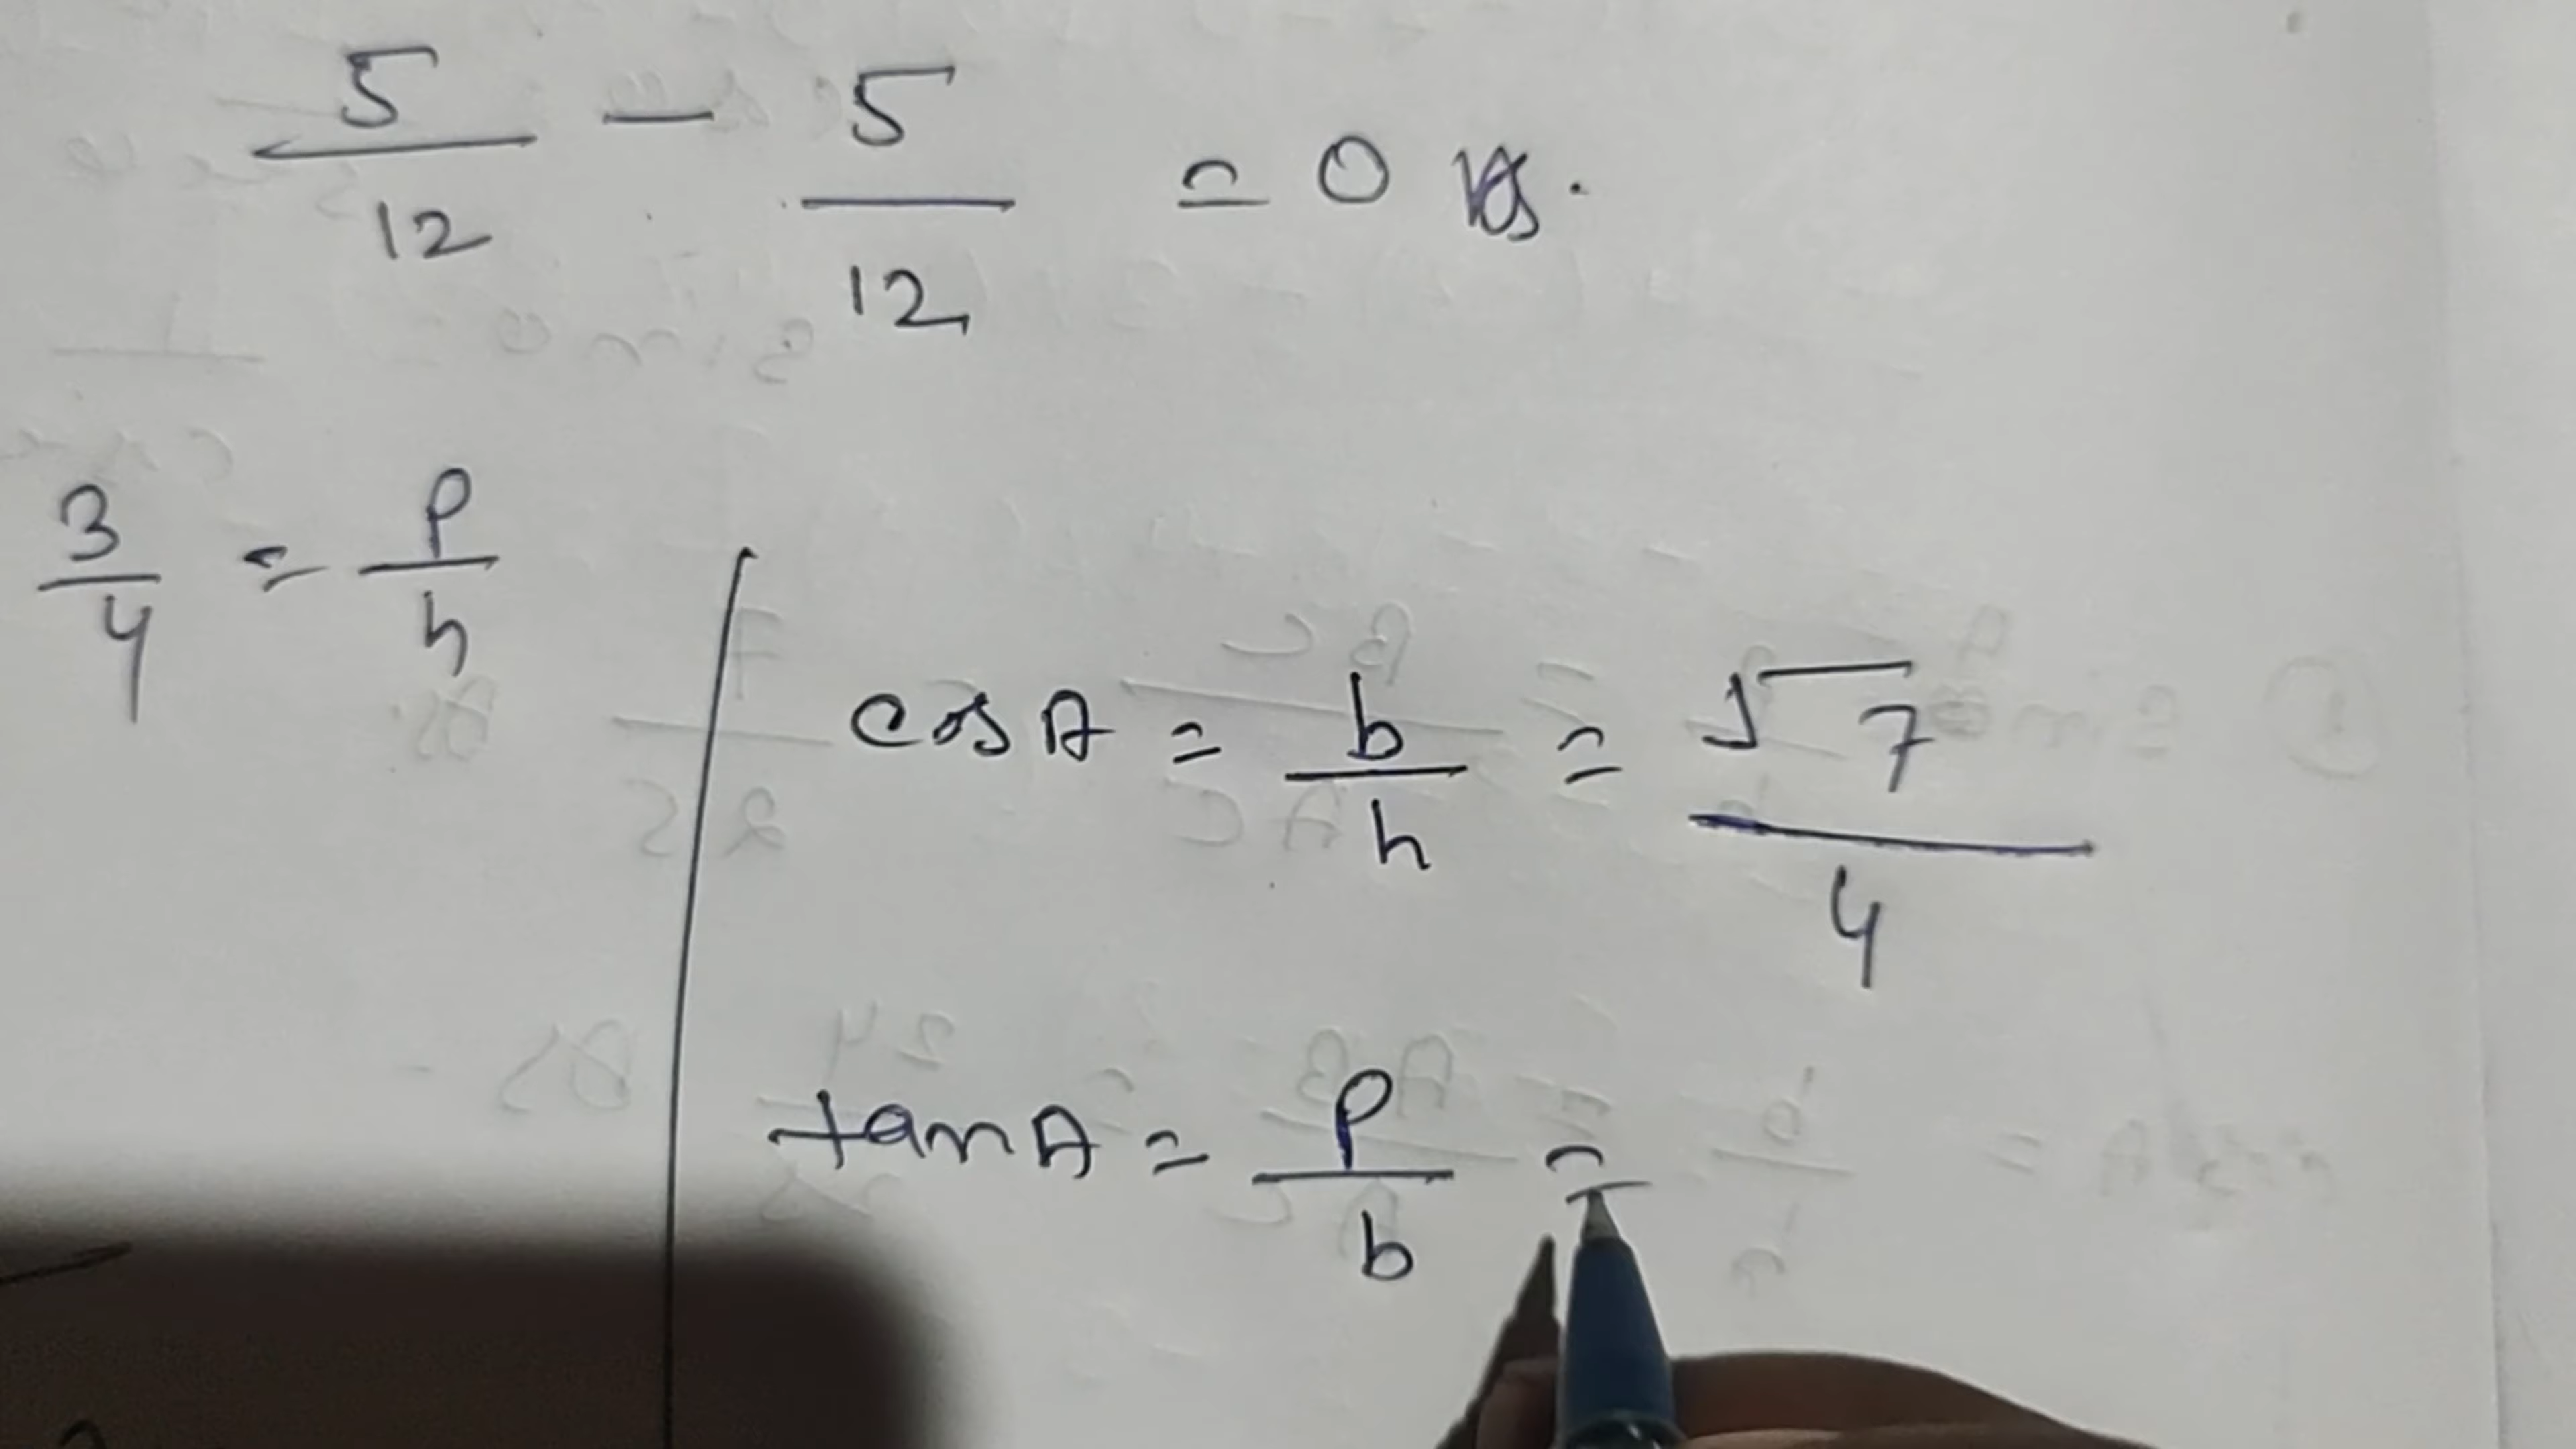 5/12 - 5/12 = 0
3/4 = P/h
cos A = b/h = √7/4
tan A = P/b =